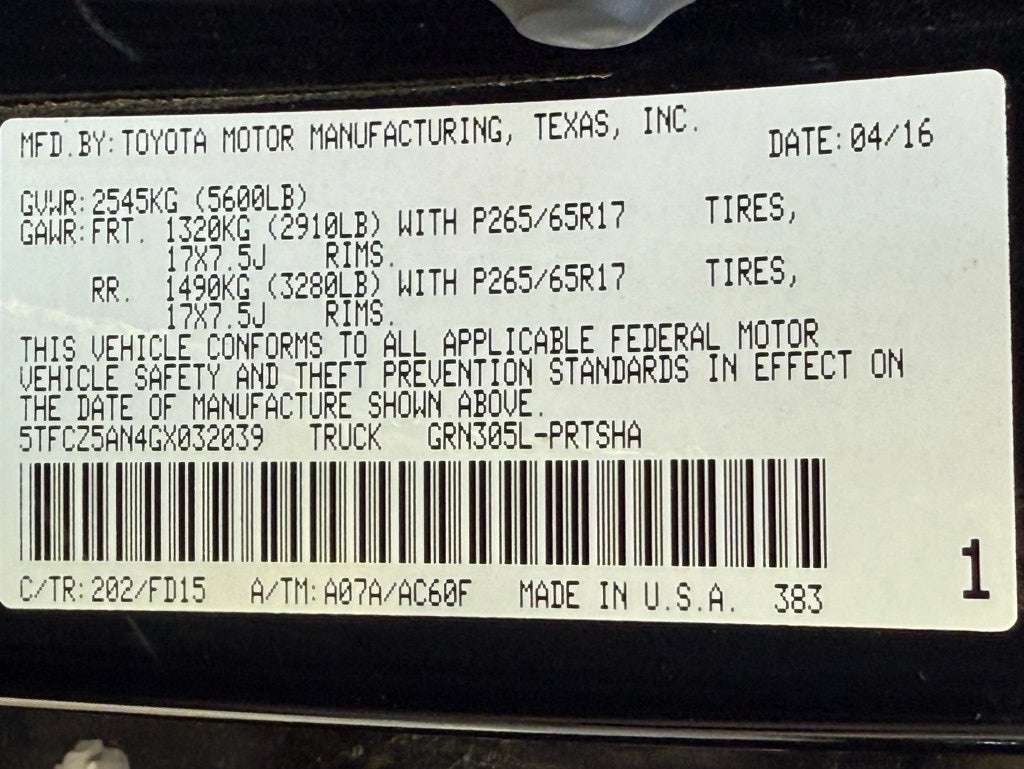 MFD.BY: TOYOTA MOTOR MANUFACTURING, TEXAS, INC. DATE: 04/16
GVWR: 2545KG (5600LB)
GAWR: FRT. 1320KG (2910LB) WITH P265/65R17 TIRES,
17X7.5J RIMS.
RR. 1490KG (3280LB) WITH P265/65R17 TIRES,
17X7.5J RIMS.
THIS VEHICLE CONFORMS TO ALL APPLICABLE FEDERAL MOTOR
VEHICLE SAFETY AND THEFT PREVENTION STANDARDS IN EFFECT ON
THE DATE OF MANUFACTURE SHOWN ABOVE.
5TFCZ5AN4GX032039 TRUCK GRN305L-PRTSHA
C/TR: 202/FD15 A/TM: A07A/AC60F MADE IN U.S.A. 383
1